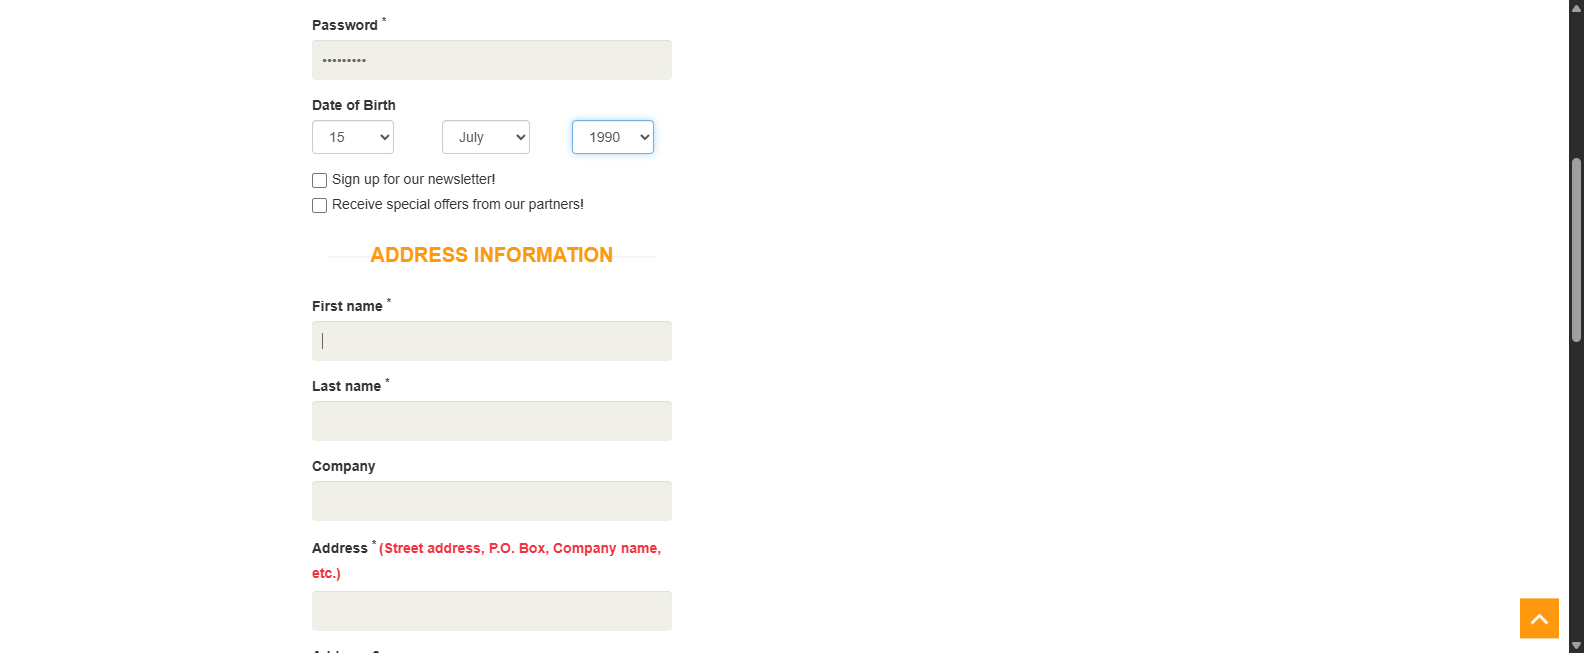 Password *
•••••••••
Date of Birth
15 July 1990
Sign up for our newsletter!
Receive special offers from our partners!
ADDRESS INFORMATION
First name *
Last name *
Company
Address * (Street address, P.O. Box, Company name,
etc.)